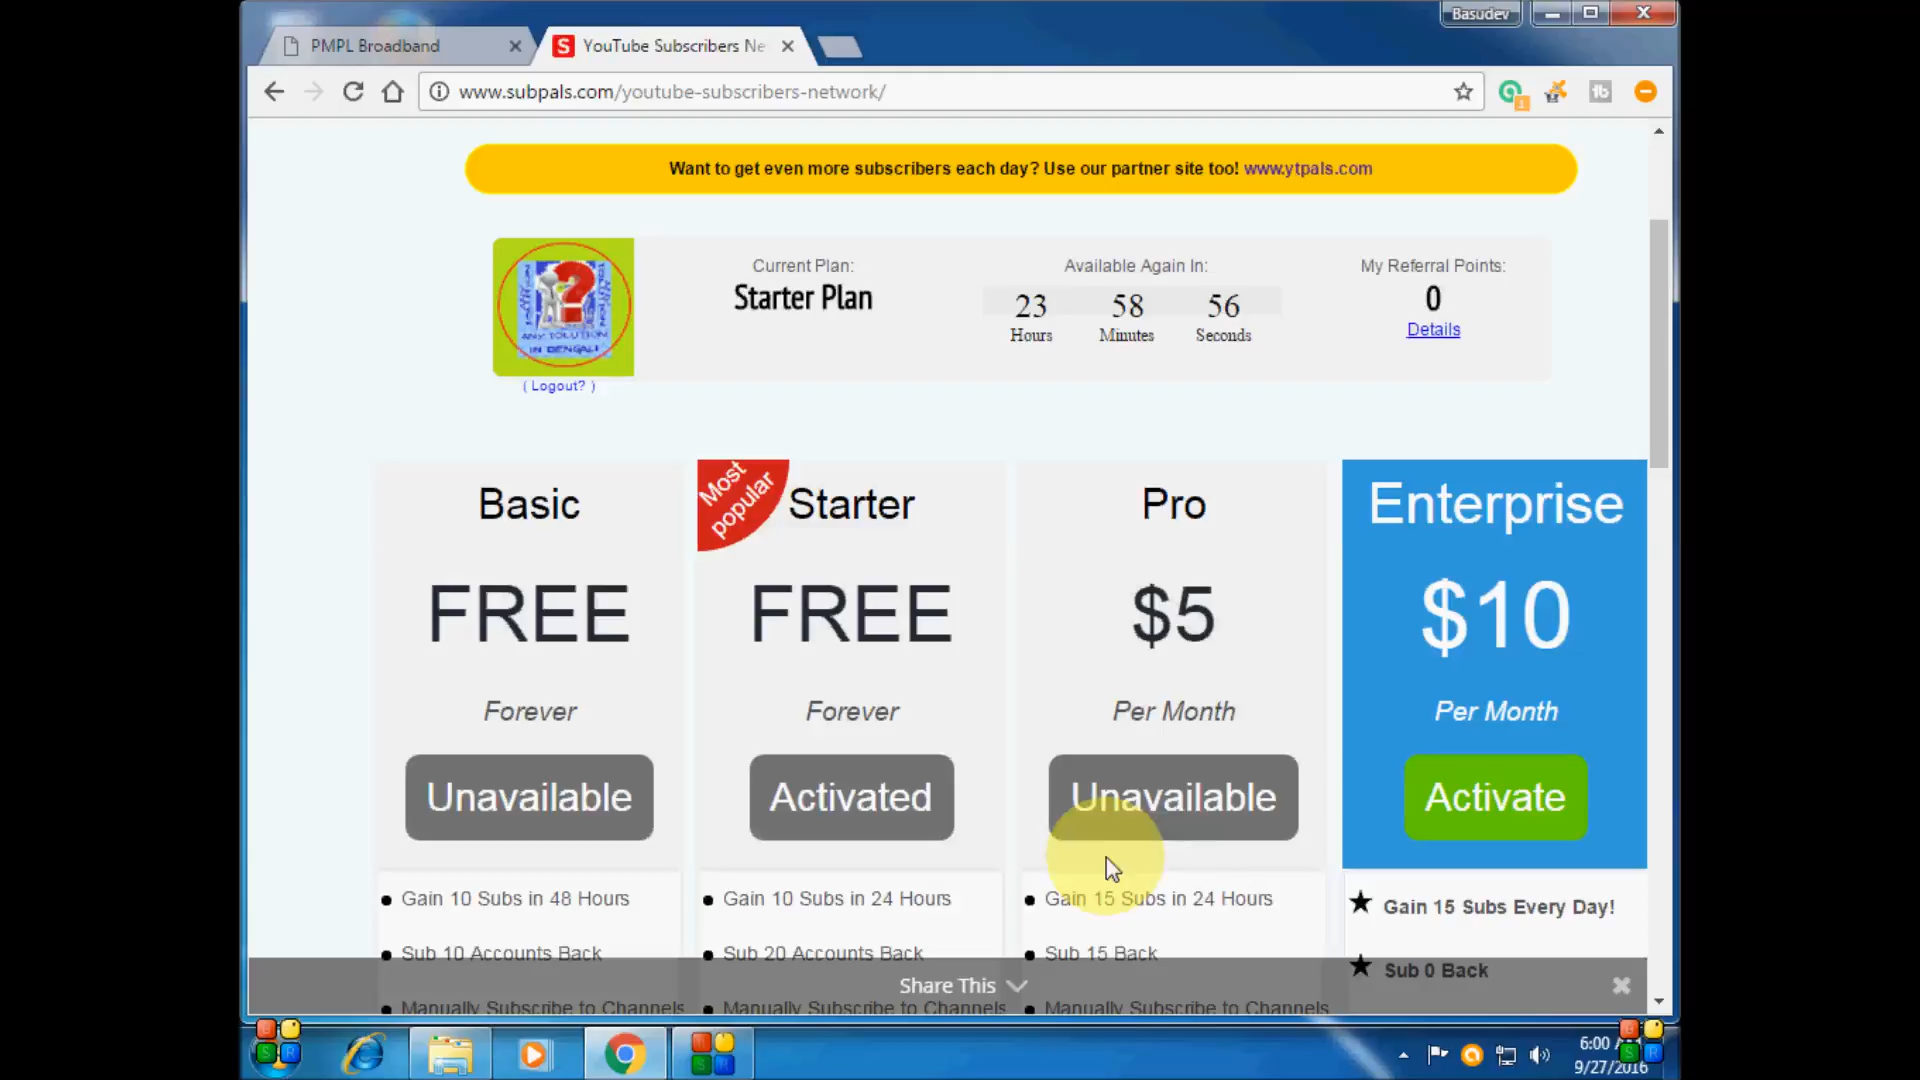 Basudev
PMPL Broadband
S YouTube Subscribers Ne
www.subpals.com/youtube-subscribers-network/
Want to get even more subscribers each day? Use our partner site too! www.ytpals.com
Current Plan:
Starter Plan
Available Again In:
23 58 56
Hours Minutes Seconds
My Referral Points:
0
Details
ANY SOLUTION
IN BENGALI
( Logout? )
Most popular
Basic Starter Pro Enterprise
FREE FREE $5 $10
Forever Forever Per Month Per Month
Unavailable Activated Unavailable Activate
Gain 10 Subs in 48 Hours
Gain 10 Subs in 24 Hours
Gain 15 Subs in 24 Hours
Gain 15 Subs Every Day!
Sub 10 Accounts Back
Sub 20 Accounts Back
Sub 15 Back
Sub 0 Back
Share This
Manually Subscribe to Channels
Manually Subscribe to Channels
Manually Subscribe to Channels
6:00
9/27/2016